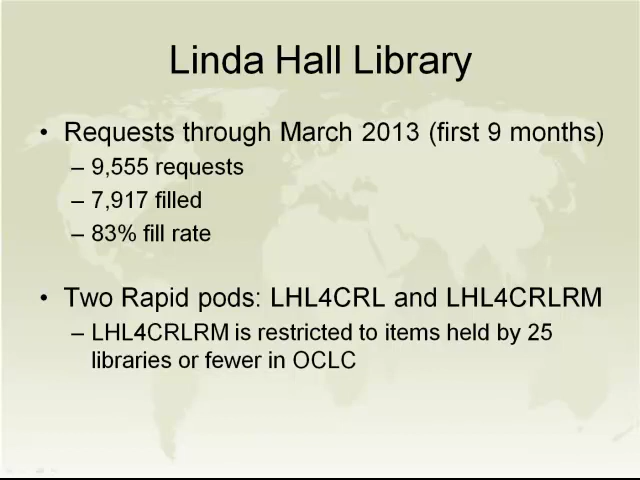 Linda Hall Library
• Requests through March 2013 (first 9 months)
– 9,555 requests
– 7,917 filled
– 83% fill rate
• Two Rapid pods: LHL4CRL and LHL4CRLRM
– LHL4CRLRM is restricted to items held by 25
libraries or fewer in OCLC